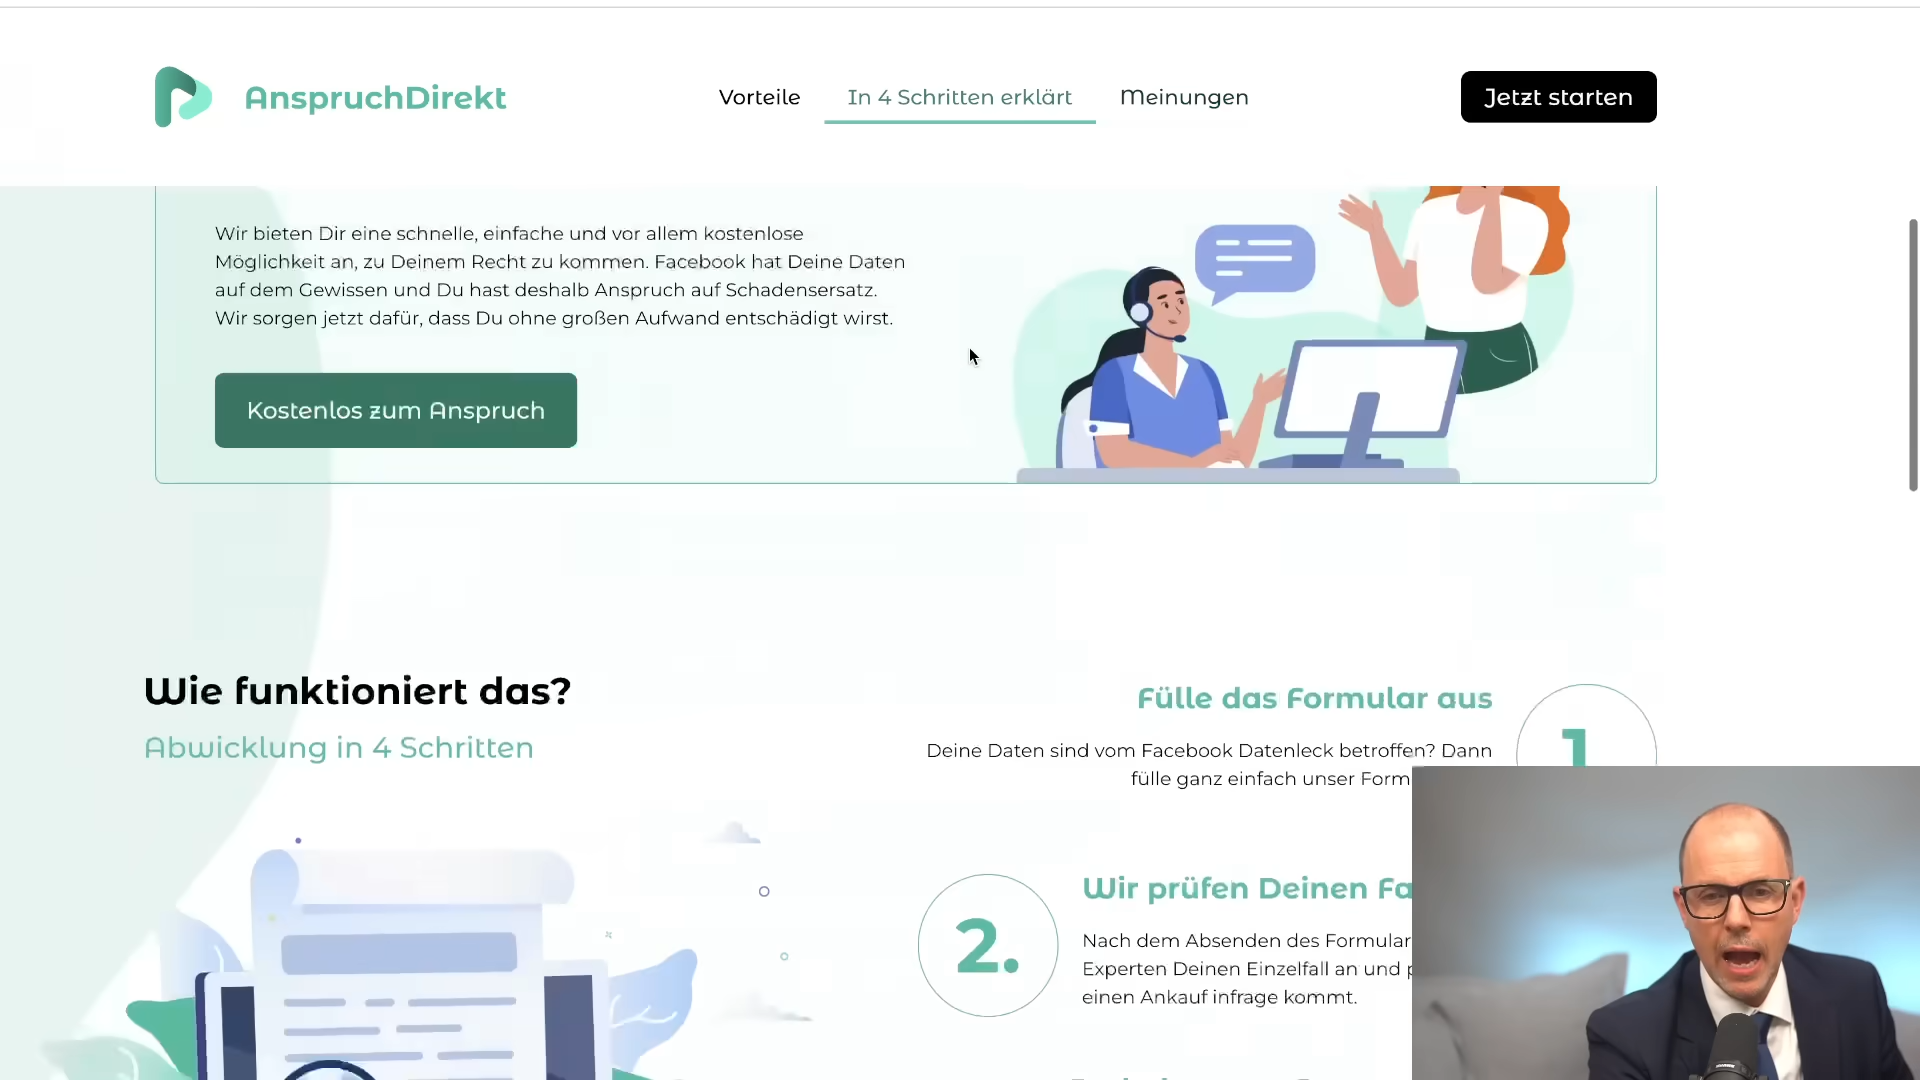 AnspruchDirekt
Vorteile
In 4 Schritten erklärt
Meinungen
Jetzt starten
Wir bieten Dir eine schnelle, einfache und vor allem kostenlose
Möglichkeit an, zu Deinem Recht zu kommen. Facebook hat Deine Daten
auf dem Gewissen und Du hast deshalb Anspruch auf Schadensersatz.
Wir sorgen jetzt dafür, dass Du ohne großen Aufwand entschädigt wirst.
Kostenlos zum Anspruch
Wie funktioniert das?
Abwicklung in 4 Schritten
Fülle das Formular aus
1.
Deine Daten sind vom Facebook Datenleck betroffen? Dann
fülle ganz einfach unser Form
2.
Wir prüfen Deinen Fa
Nach dem Absenden des Formular
Experten Deinen Einzelfall an und
einen Ankauf infrage kommt.